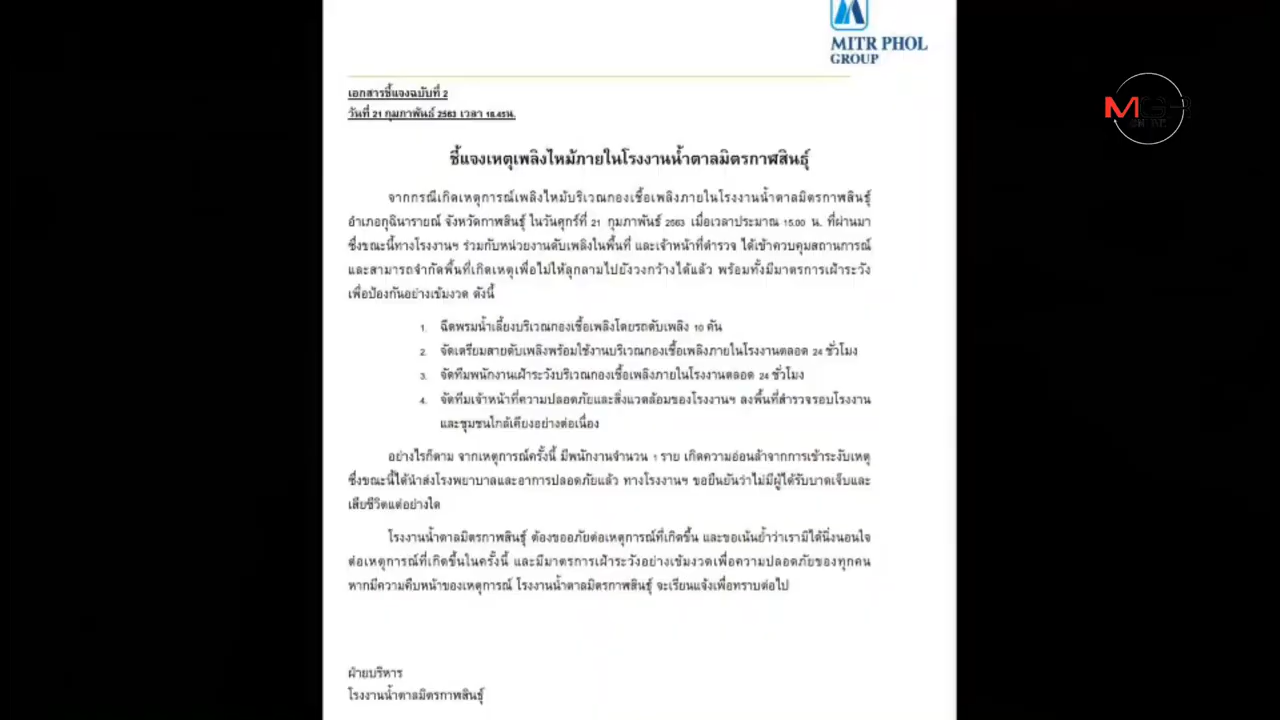 MITR PHOL
GROUP
เอกสารชี้แจงฉบับที่ 2
วันที่ 21 กุมภาพันธ์ 2563 เวลา 18.45น.
ชี้แจงเหตุเพลิงไหม้ภายในโรงงานน้ำตาลมิตรกาฬสินธุ์
จากกรณีเกิดเหตุการณ์เพลิงไหม้บริเวณกองเชื้อเพลิงภายในโรงงานน้ำตาลมิตรกาฬสินธุ์
อำเภอกุฉินารายณ์ จังหวัดกาฬสินธุ์ ในวันศุกร์ที่ 21 กุมภาพันธ์ 2563 เมื่อเวลาประมาณ 15.00 น. ที่ผ่านมา
ซึ่งขณะนี้ทางโรงงานฯ ร่วมกับหน่วยงานดับเพลิงในพื้นที่ และเจ้าหน้าที่ตำรวจ ได้เข้าควบคุมสถานการณ์
และสามารถจำกัดพื้นที่เกิดเหตุเพื่อไม่ให้ลุกลามไปยังวงกว้างได้แล้ว พร้อมทั้งมีมาตรการเฝ้าระวัง
เพื่อป้องกันอย่างเข้มงวด ดังนี้
1. ฉีดพรมน้ำเลี้ยงบริเวณกองเชื้อเพลิงโดยรถดับเพลิง 10 คัน
2. จัดเตรียมสายดับเพลิงพร้อมใช้งานบริเวณกองเชื้อเพลิงภายในโรงงานตลอด 24 ชั่วโมง
3. จัดทีมพนักงานเฝ้าระวังบริเวณกองเชื้อเพลิงภายในโรงงานตลอด 24 ชั่วโมง
4. จัดทีมเจ้าหน้าที่ความปลอดภัยและสิ่งแวดล้อมของโรงงานฯ ลงพื้นที่สำรวจรอบโรงงาน
และชุมชนใกล้เคียงอย่างต่อเนื่อง
อย่างไรก็ตาม จากเหตุการณ์ครั้งนี้ มีพนักงานจำนวน 1 ราย เกิดความอ่อนล้าจากการเข้าระงับเหตุ
ซึ่งขณะนี้ได้นำส่งโรงพยาบาลและอาการปลอดภัยแล้ว ทางโรงงานฯ ขอยืนยันว่าไม่มีผู้ได้รับบาดเจ็บและ
เสียชีวิตแต่อย่างใด
โรงงานน้ำตาลมิตรกาฬสินธุ์ ต้องขออภัยต่อเหตุการณ์ที่เกิดขึ้น และขอเน้นย้ำว่าเรามิได้นิ่งนอนใจ
ต่อเหตุการณ์ที่เกิดขึ้นในครั้งนี้ และมีมาตรการเฝ้าระวังอย่างเข้มงวดเพื่อความปลอดภัยของทุกคน
หากมีความคืบหน้าของเหตุการณ์ โรงงานน้ำตาลมิตรกาฬสินธุ์ จะเรียนแจ้งเพื่อทราบต่อไป
ฝ่ายบริหาร
โรงงานน้ำตาลมิตรกาฬสินธุ์